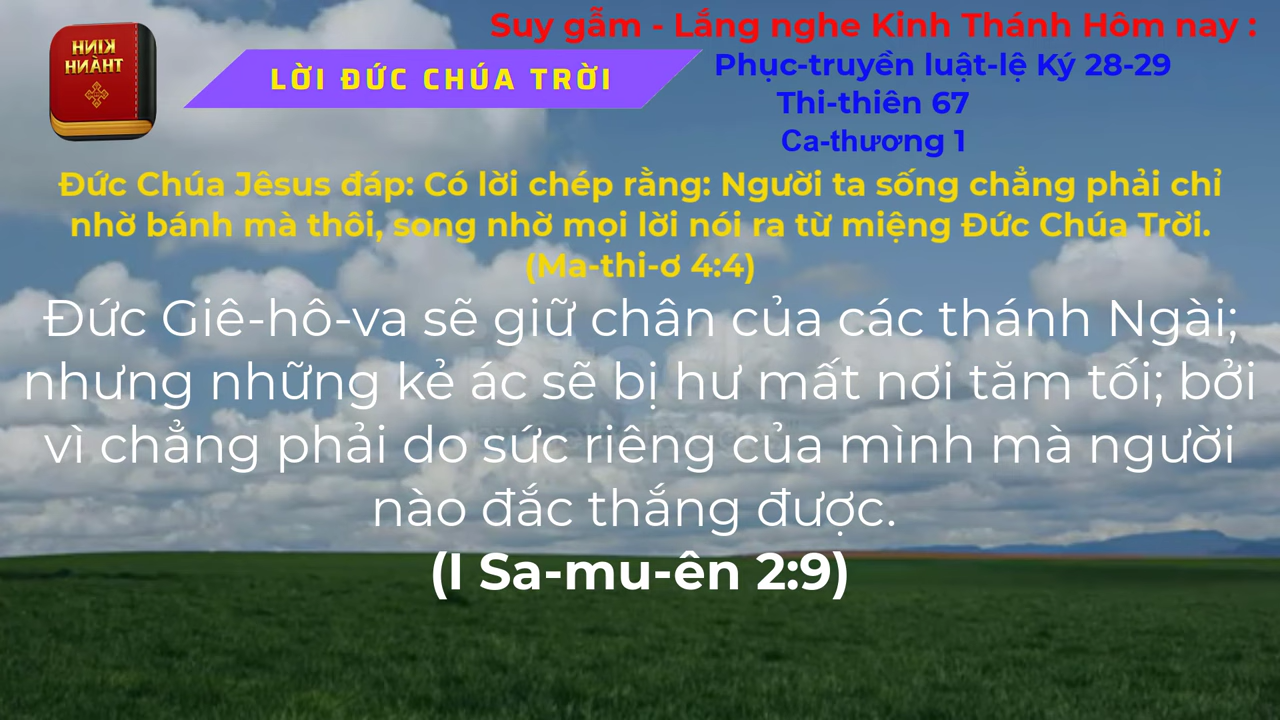 Suy gẫm - Lắng nghe Kinh Thánh Hôm nay :
KINH
THÁNH
LỜI ĐỨC CHÚA TRỜI
Phục-truyền luật-lệ Ký 28-29
Thi-thiên 67
Ca-thương 1
Đức Chúa Jêsus đáp: Có lời chép rằng: Người ta sống chẳng phải chỉ
nhờ bánh mà thôi, song nhờ mọi lời nói ra từ miệng Đức Chúa Trời.
(Ma-thi-ơ 4:4)
Đức Giê-hô-va sẽ giữ chân của các thánh Ngài;
nhưng những kẻ ác sẽ bị hư mất nơi tăm tối; bởi
vì chẳng phải do sức riêng của mình mà người
nào đắc thắng được.
(I Sa-mu-ên 2:9)